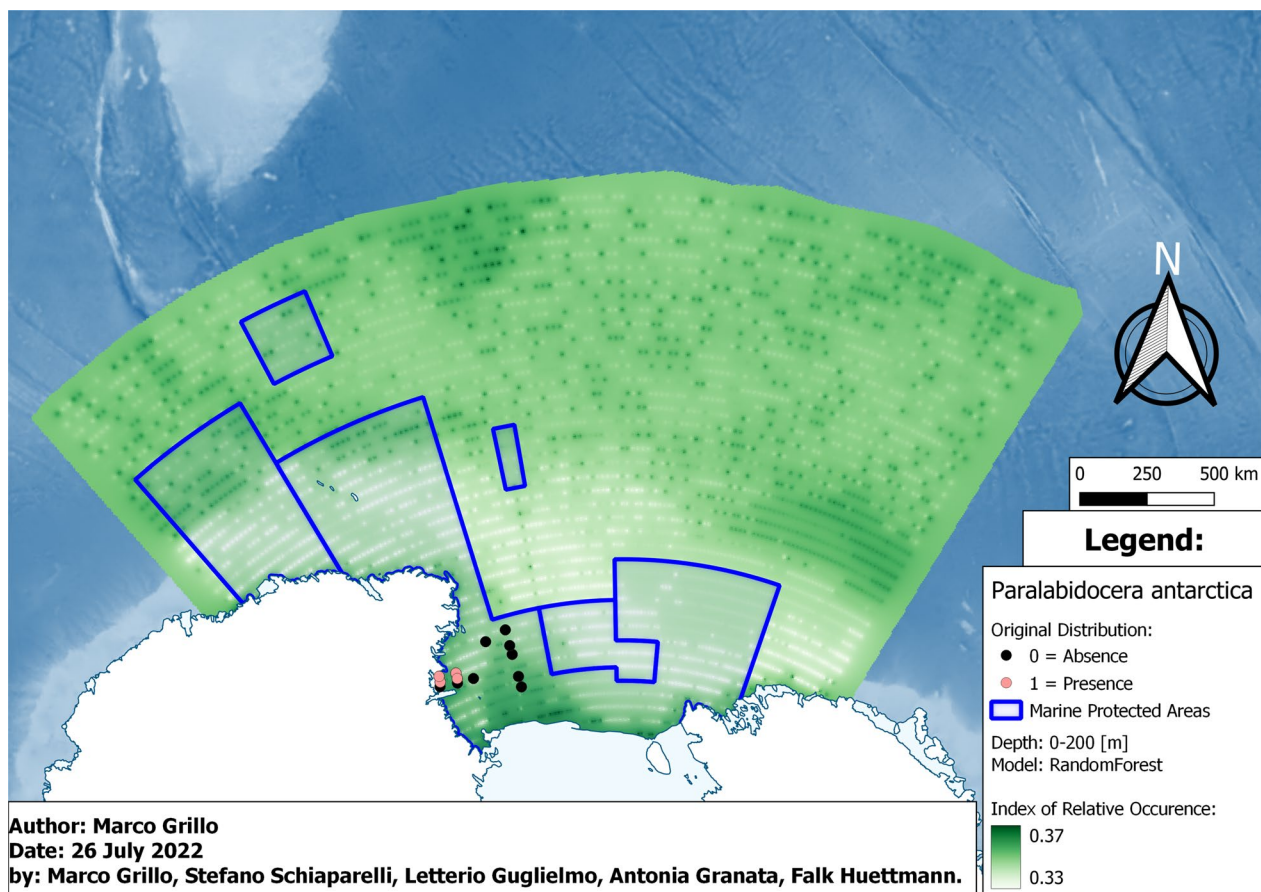 N
0 250 500 km
Legend:
Paralabidocera antarctica
Original Distribution:
0 = Absence
1 = Presence
Marine Protected Areas
Depth: 0-200 [m]
Model: RandomForest
Index of Relative Occurence:
0.37
0.33
Author: Marco Grillo
Date: 26 July 2022
by: Marco Grillo, Stefano Schiaparelli, Letterio Guglielmo, Antonia Granata, Falk Huettmann.